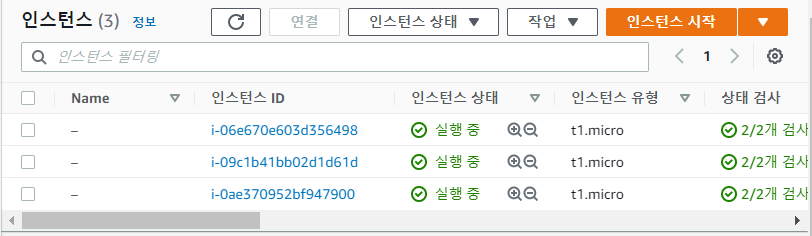 인스턴스 (3) 정보 연결 인스턴스 상태 작업 인스턴스 시작
인스턴스 필터링 1
Name 인스턴스 ID 인스턴스 상태 인스턴스 유형 상태 검사
– i-06e670e603d356498 실행 중 t1.micro 2/2개 검사
– i-09c1b41bb02d1d61d 실행 중 t1.micro 2/2개 검사
– i-0ae370952bf947900 실행 중 t1.micro 2/2개 검사